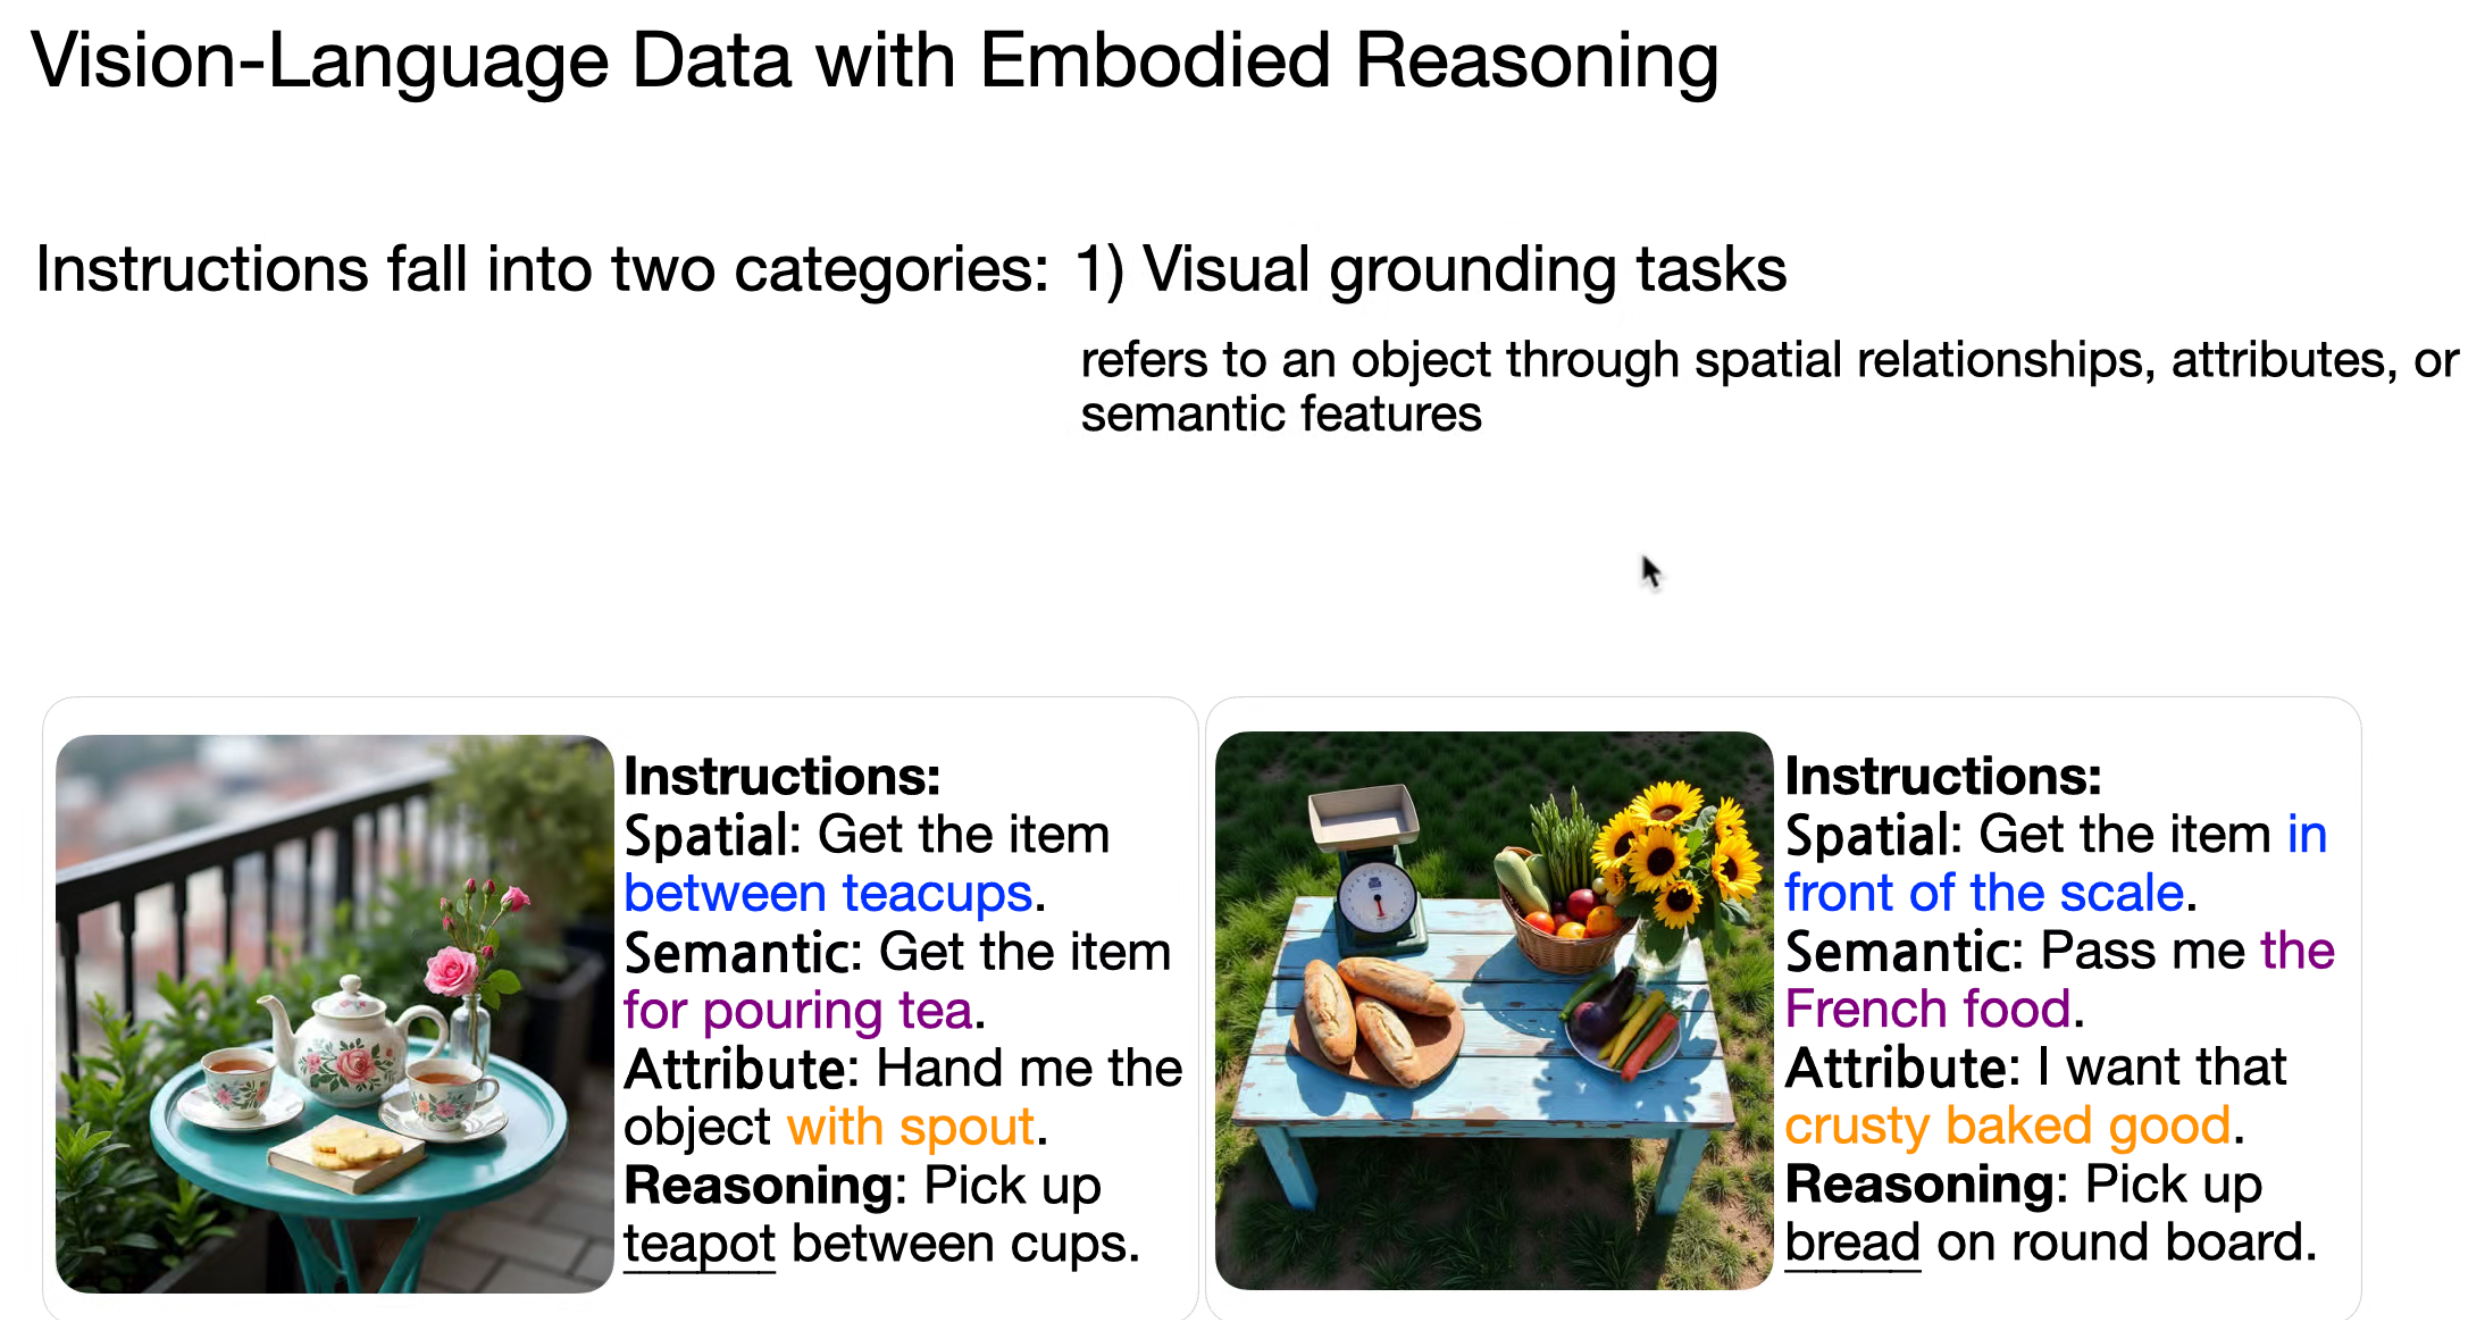 Vision-Language Data with Embodied Reasoning
Instructions fall into two categories: 1) Visual grounding tasks
refers to an object through spatial relationships, attributes, or
semantic features
Instructions:
Spatial: Get the item
between teacups.
Semantic: Get the item
for pouring tea.
Attribute: Hand me the
object with spout.
Reasoning: Pick up
teapot between cups.
Instructions:
Spatial: Get the item in
front of the scale.
Semantic: Pass me the
French food.
Attribute: I want that
crusty baked good.
Reasoning: Pick up
bread on round board.